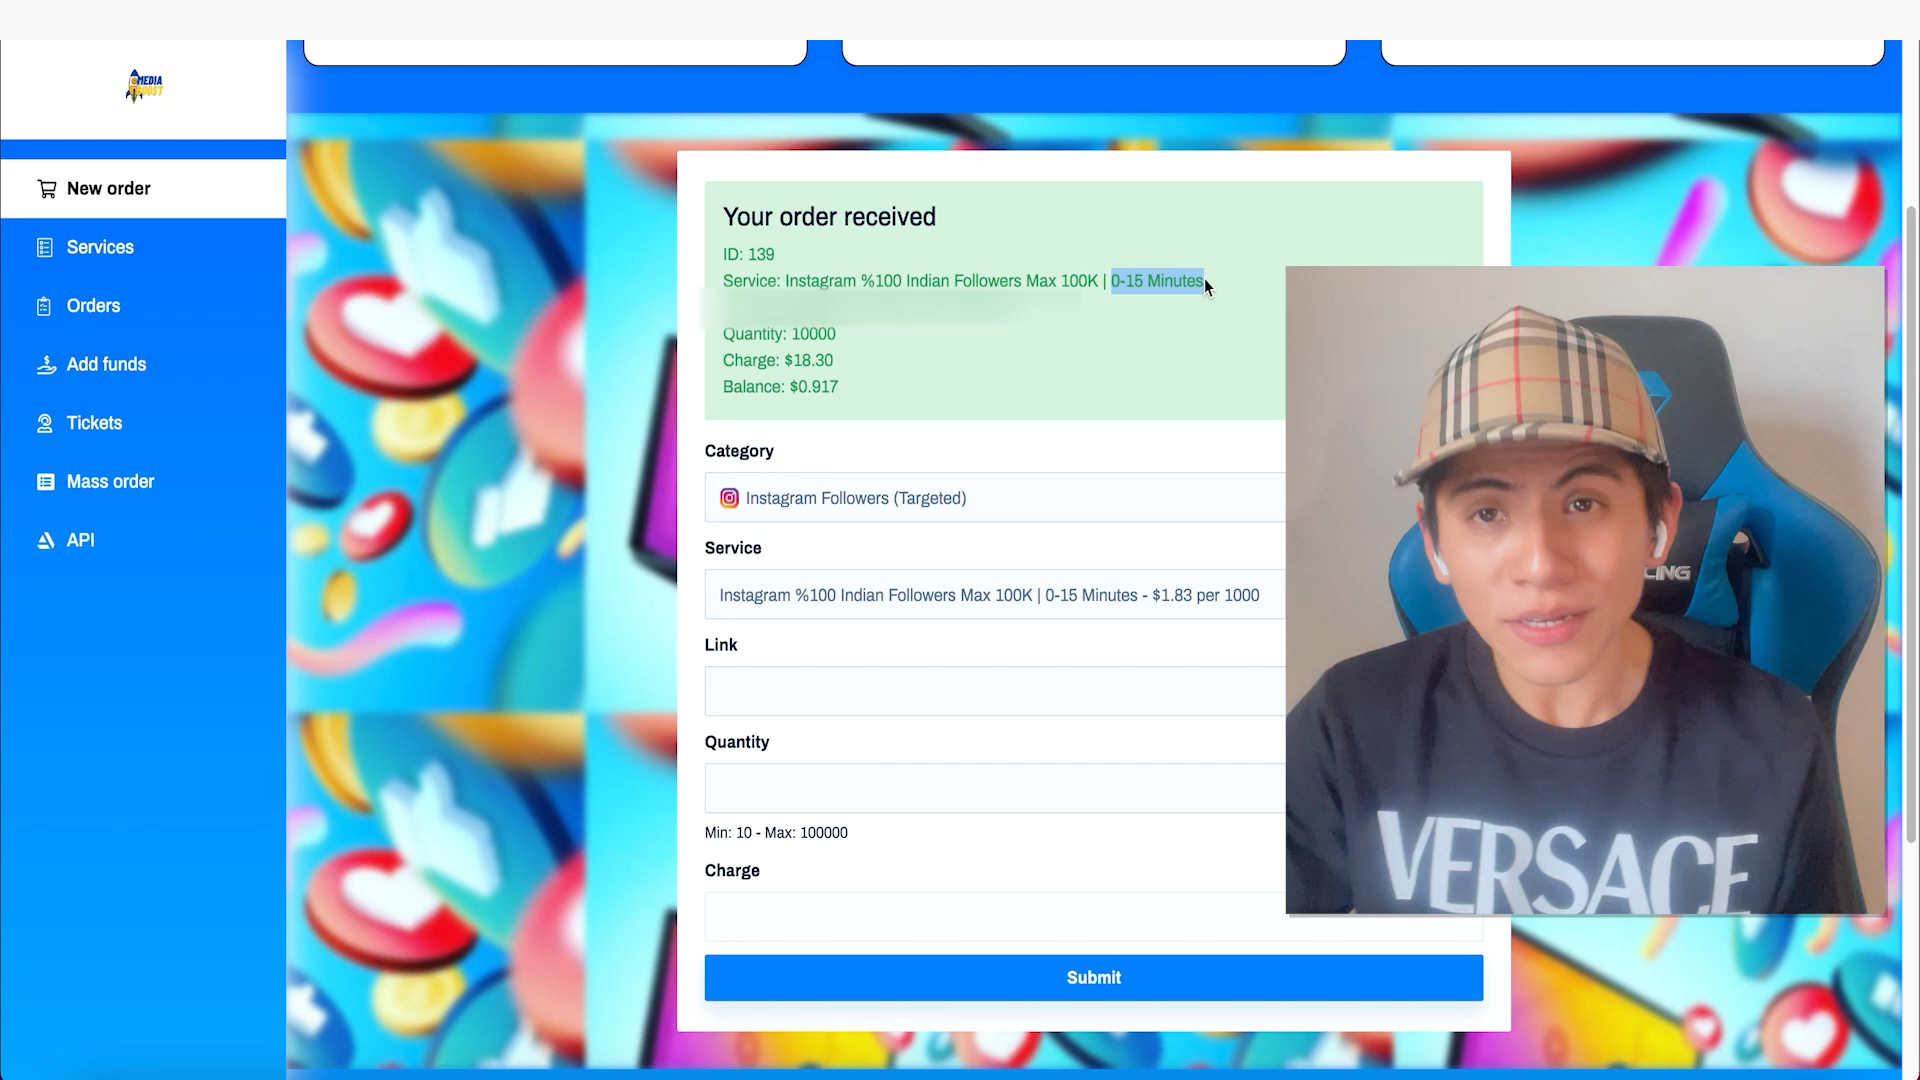 MEDIA
BOOST
New order
Services
Orders
Add funds
Tickets
Mass order
API
Your order received
ID: 139
Service: Instagram %100 Indian Followers Max 100K | 0-15 Minutes
Quantity: 10000
Charge: $18.30
Balance: $0.917
Category
Instagram Followers (Targeted)
Service
Instagram %100 Indian Followers Max 100K | 0-15 Minutes - $1.83 per 1000
Link
Quantity
Min: 10 - Max: 100000
Charge
Submit
VERSACE